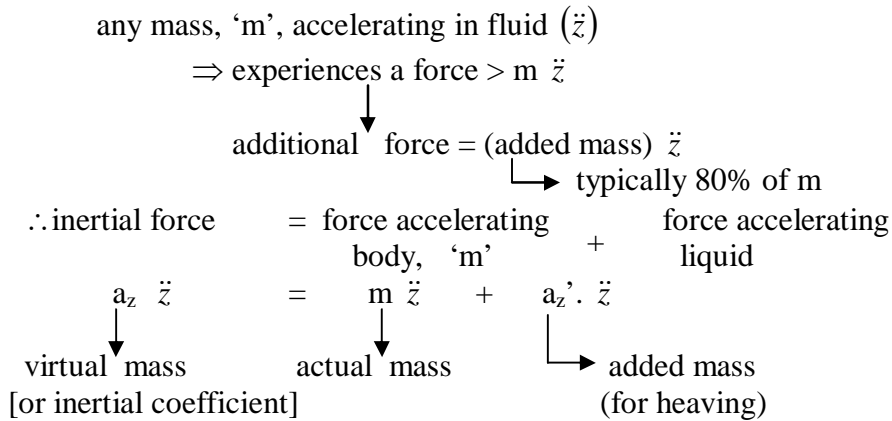 any mass, ‘m’, accelerating in fluid (z̈)
⇒ experiences a force > m z̈
additional force = (added mass) z̈
typically 80% of m
∴inertial force = force accelerating body, ‘m’ + force accelerating liquid
a_z z̈ = m z̈ + a_z’. z̈
virtual mass actual mass added mass
[or inertial coefficient] (for heaving)